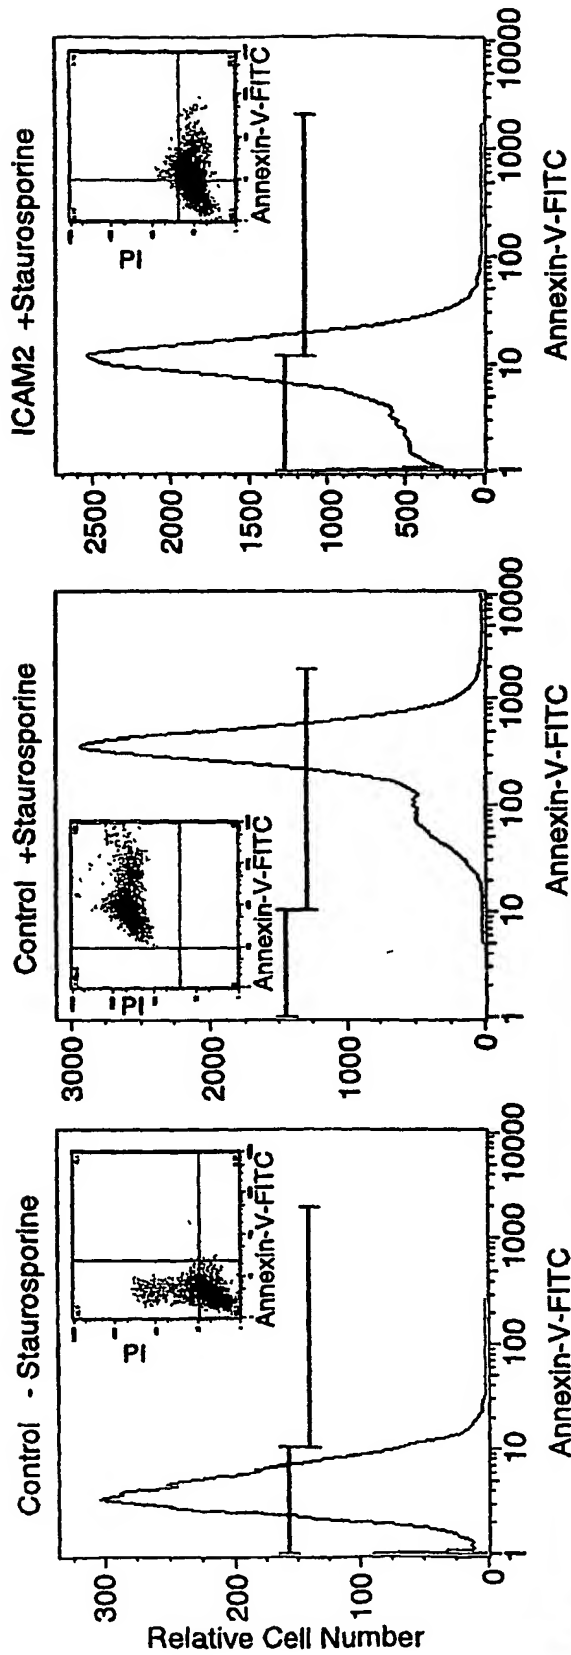 Control - Staurosporine
Relative Cell Number
300
200
100
0
1
10
100
1000
10000
Annexin-V-FITC
PI
Annexin-V-FITC
Control +Staurosporine
3000
2000
1000
0
1
10
100
1000
10000
Annexin-V-FITC
PI
Annexin-V-FITC
ICAM2 +Staurosporine
2500
2000
1500
1000
500
0
1
10
100
1000
10000
Annexin-V-FITC
PI
Annexin-V-FITC